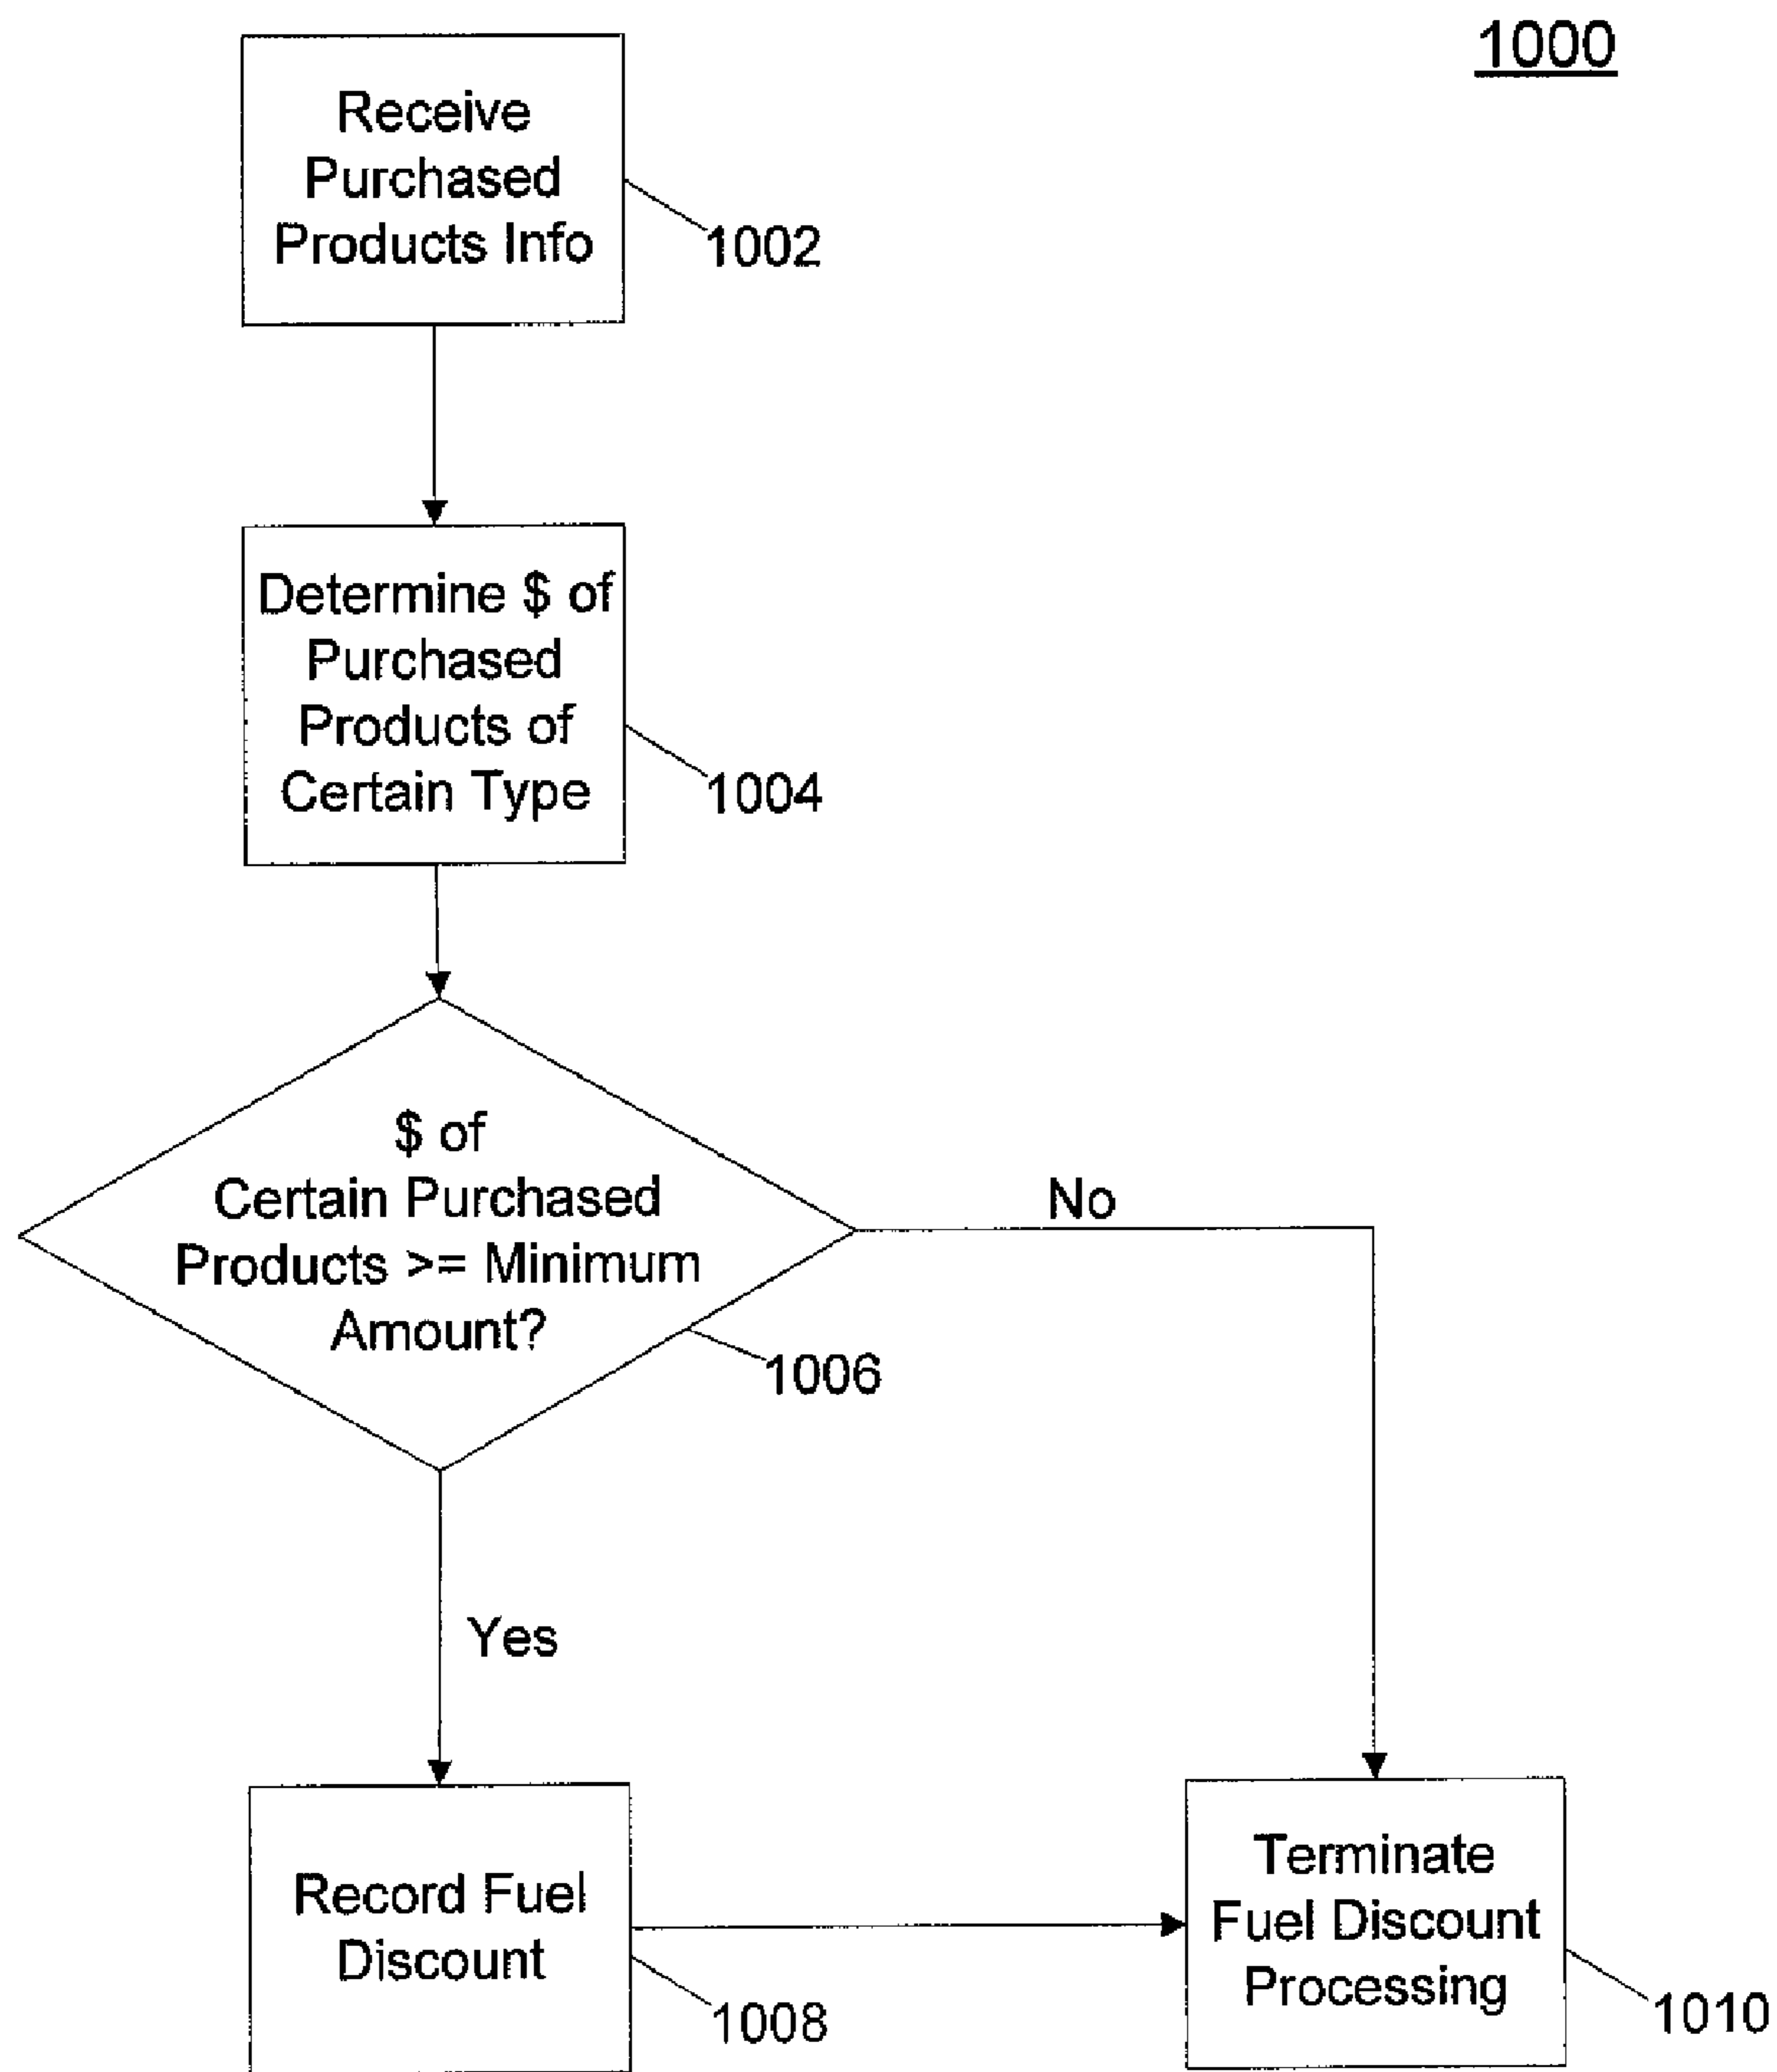 1000
Receive
Purchased
Products Info
1002
Determine $ of
Purchased
Products of
Certain Type
1004
$ of
Certain Purchased
Products >= Minimum
Amount?
1006
No
Yes
Record Fuel
Discount
1008
Terminate
Fuel Discount
Processing
1010